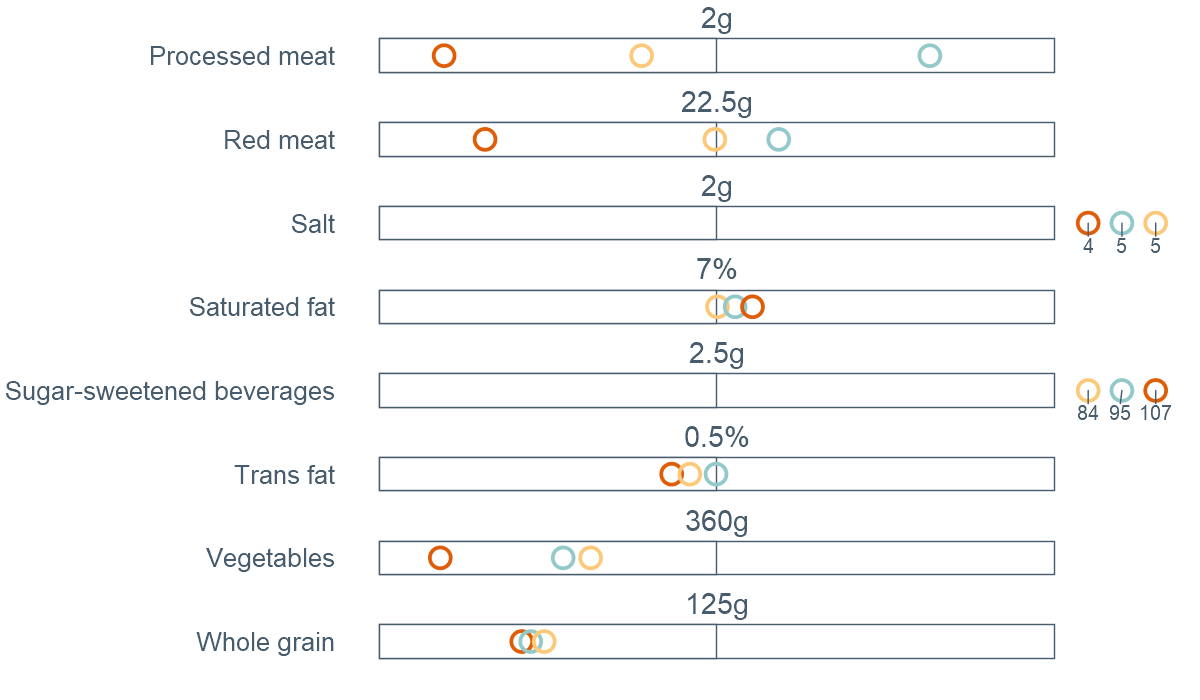 2g
Processed meat
22.5g
Red meat
2g
Salt
4 5 5
7%
Saturated fat
2.5g
Sugar-sweetened beverages
84 95 107
0.5%
Trans fat
360g
Vegetables
125g
Whole grain